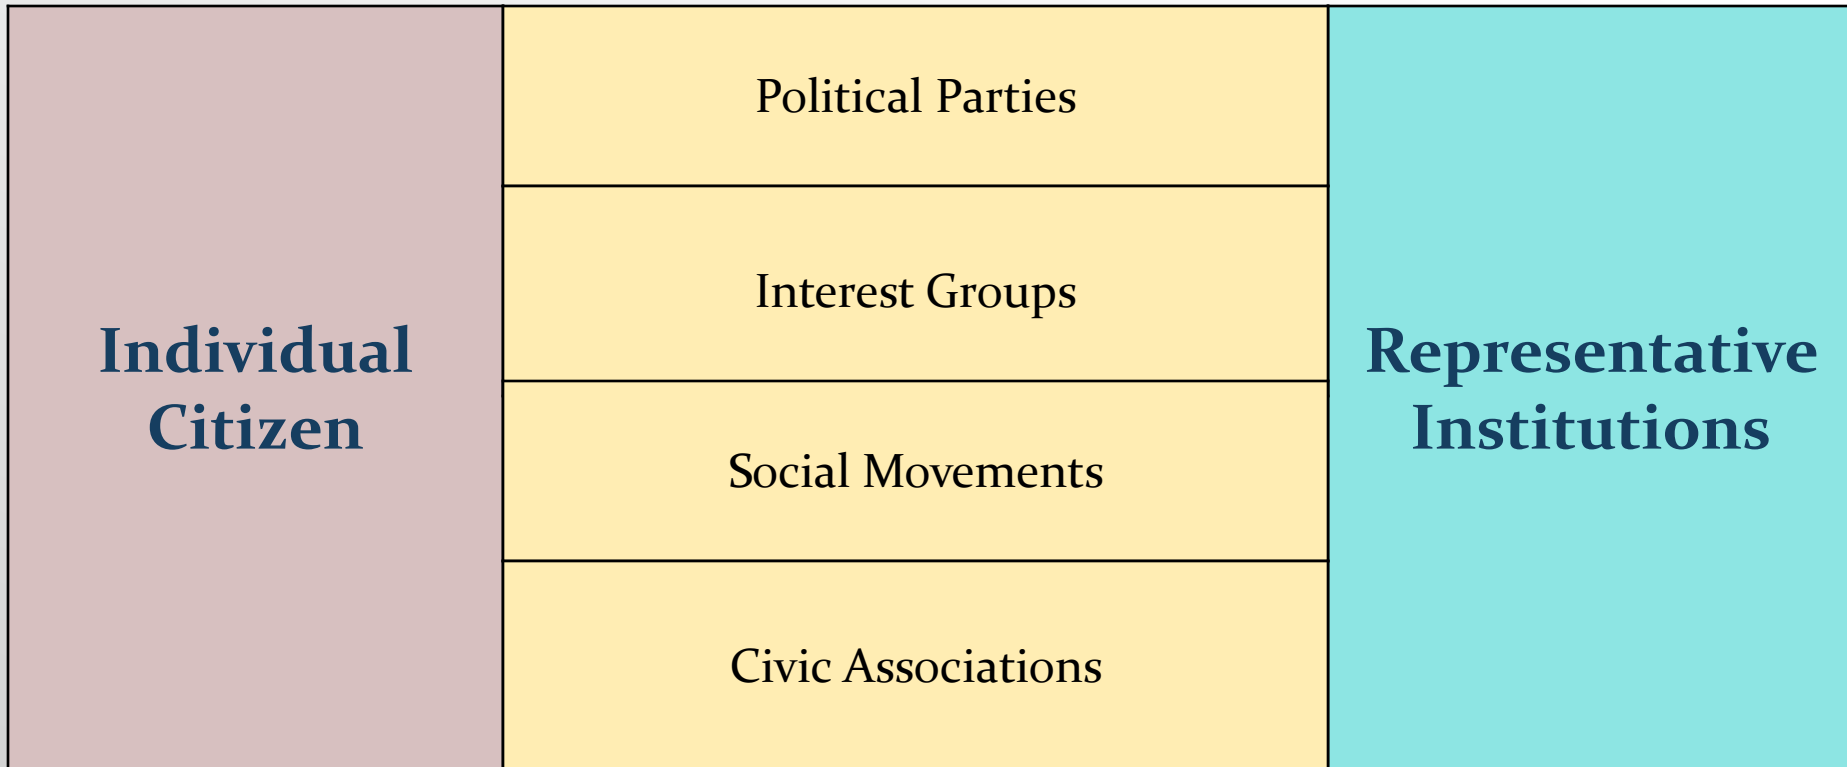 Individual
Citizen
Political Parties
Interest Groups
Social Movements
Civic Associations
Representative
Institutions